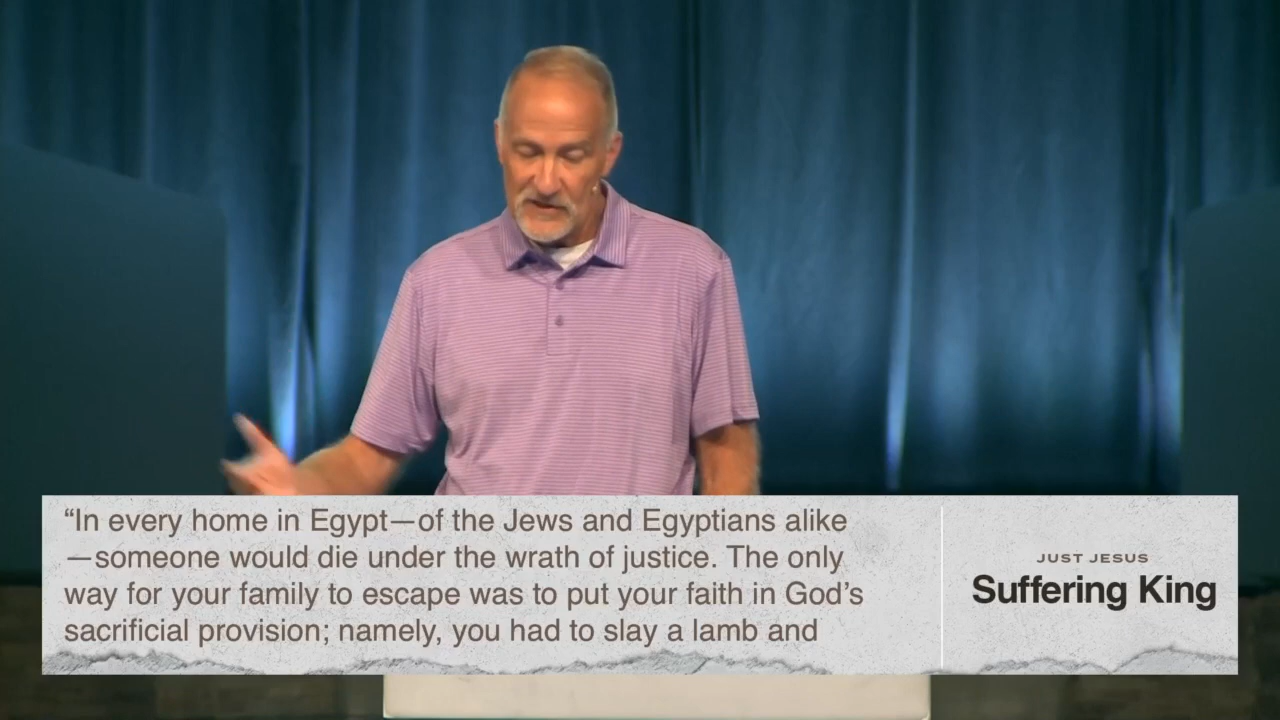 “In every home in Egypt—of the Jews and Egyptians alike
—someone would die under the wrath of justice. The only
way for your family to escape was to put your faith in God’s
sacrificial provision; namely, you had to slay a lamb and
JUST JESUS
Suffering King